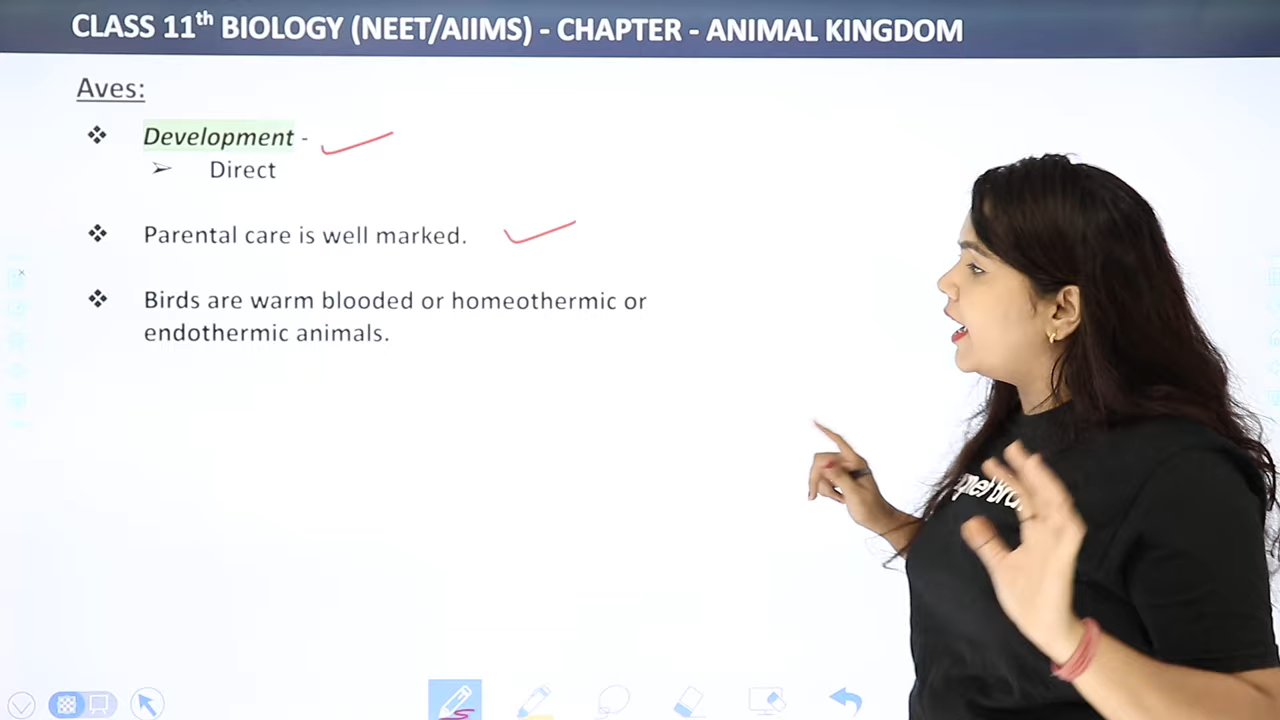 CLASS 11th BIOLOGY (NEET/AIIMS) - CHAPTER - ANIMAL KINGDOM
Aves:
❖ Development -
➢ Direct
❖ Parental care is well marked.
❖ Birds are warm blooded or homeothermic or
endothermic animals.